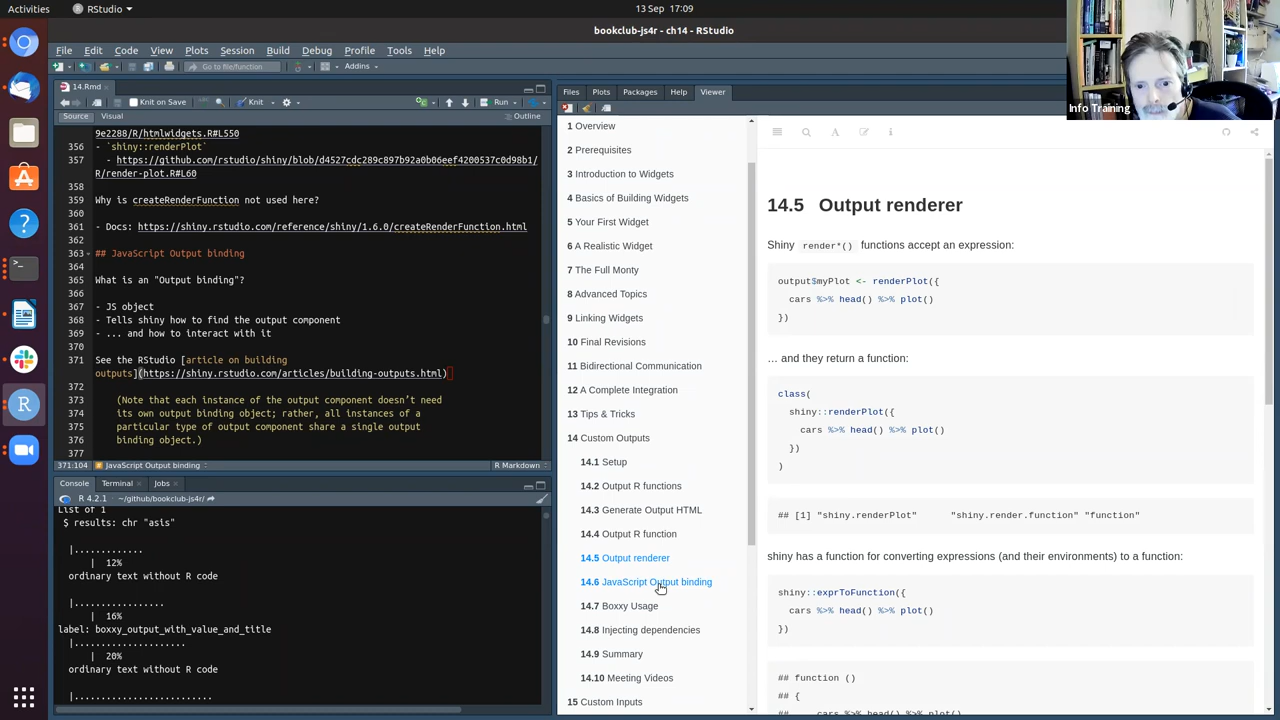 Activities
RStudio
13 Sep 17:09
bookclub-js4r - ch14 - RStudio
File Edit Code View Plots Session Build Debug Profile Tools Help
Go to file/function
Addins
14.Rmd
Knit on Save
Knit
Run
Source Visual
Outline
9e2288/R/htmlwidgets.R#L550
356 - `shiny::renderPlot`
357 - https://github.com/rstudio/shiny/blob/d4527cdc289c897b92a0b06eef4200537c0d98b1/
R/render-plot.R#L60
358
359 Why is createRenderFunction not used here?
360
361 - Docs: https://shiny.rstudio.com/reference/shiny/1.6.0/createRenderFunction.html
362
363 ## JavaScript Output binding
364
365 What is an "Output binding"?
366
367 - JS object
368 - Tells shiny how to find the output component
369 - ... and how to interact with it
370
371 See the RStudio [article on building
outputs](https://shiny.rstudio.com/articles/building-outputs.html)
372
373 (Note that each instance of the output component doesn’t need
374 its own output binding object; rather, all instances of a
375 particular type of output component share a single output
376 binding object.)
377
371:104 JavaScript Output binding
R Markdown
Console Terminal Jobs
R 4.2.1 · ~/github/bookclub-js4r/
List of 1
$ results: chr "asis"
|.............
| 12%
ordinary text without R code
|.................
| 16%
label: boxxy_output_with_value_and_title
|.....................
| 20%
ordinary text without R code
|.........................
Files Plots Packages Help Viewer
1 Overview
2 Prerequisites
3 Introduction to Widgets
4 Basics of Building Widgets
5 Your First Widget
6 A Realistic Widget
7 The Full Monty
8 Advanced Topics
9 Linking Widgets
10 Final Revisions
11 Bidirectional Communication
12 A Complete Integration
13 Tips & Tricks
14 Custom Outputs
14.1 Setup
14.2 Output R functions
14.3 Generate Output HTML
14.4 Output R function
14.5 Output renderer
14.6 JavaScript Output binding
14.7 Boxxy Usage
14.8 Injecting dependencies
14.9 Summary
14.10 Meeting Videos
15 Custom Inputs
14.5 Output renderer
Shiny render*() functions accept an expression:
output$myPlot <- renderPlot({
cars %>% head() %>% plot()
})
… and they return a function:
class(
shiny::renderPlot({
cars %>% head() %>% plot()
})
)
## [1] "shiny.renderPlot" "shiny.render.function" "function"
shiny has a function for converting expressions (and their environments) to a function:
shiny::exprToFunction({
cars %>% head() %>% plot()
})
## function ()
## {
## cars %>% head() %>% plot()
Info Training